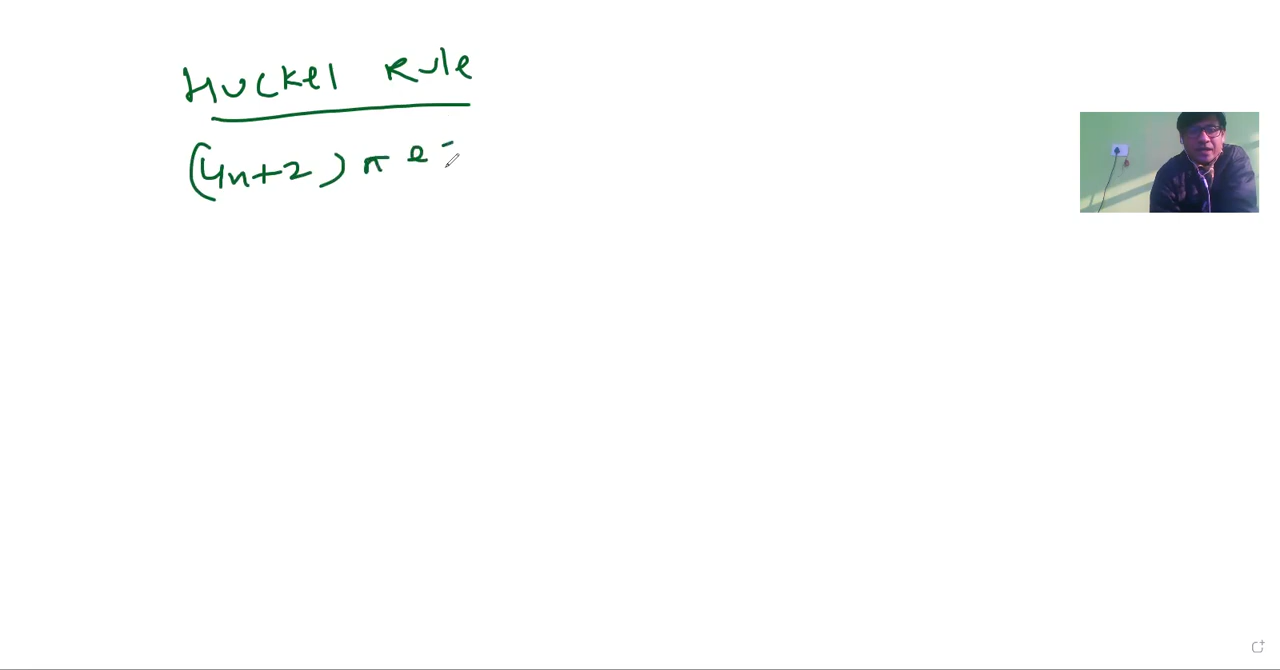 Huckel Rule
(4n+2) π e⁻